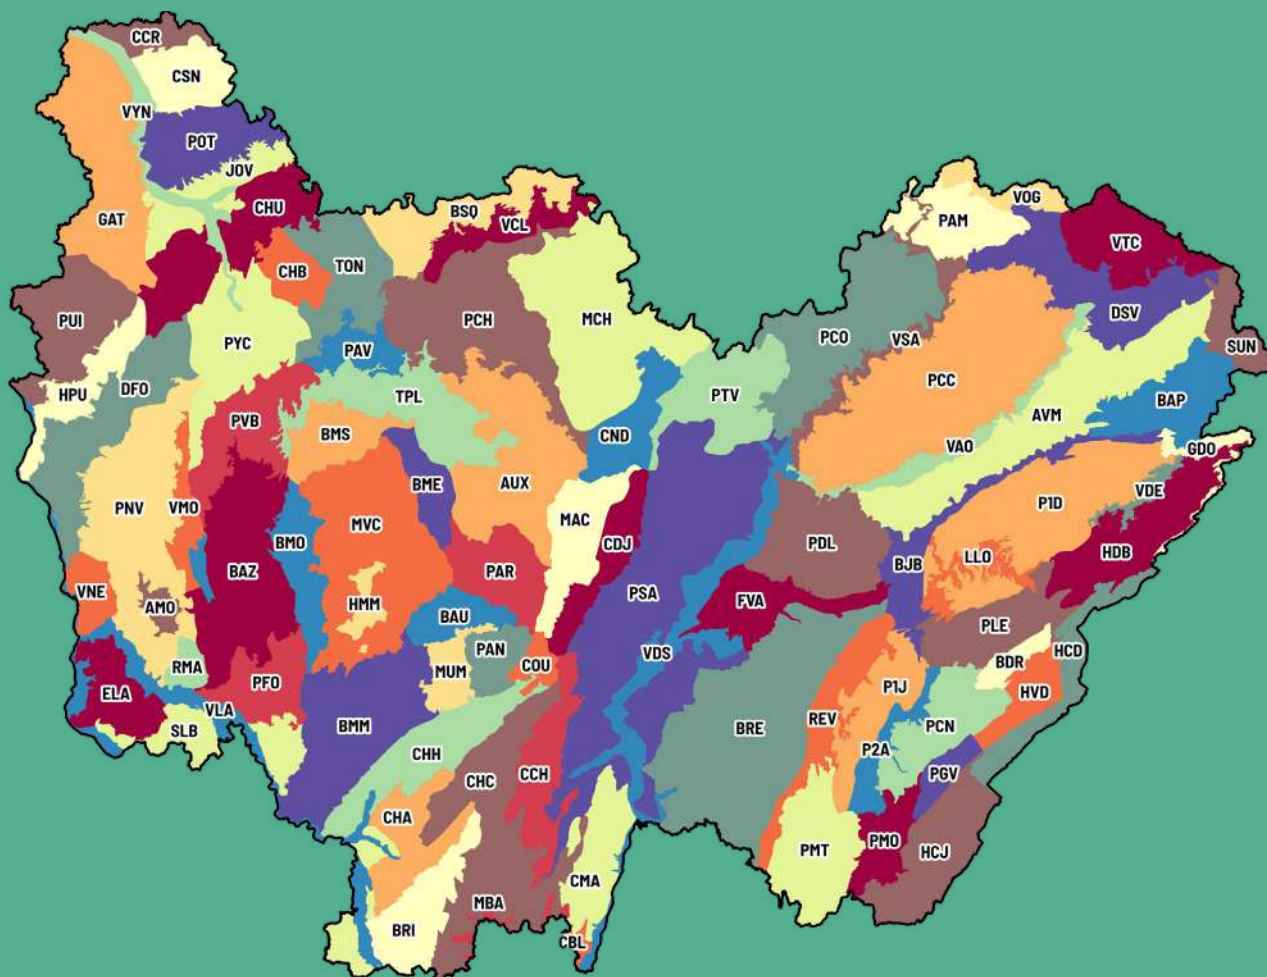 CCR
CSN
VYN
POT
JOV
GAT
CHU
BSQ
VCL
PAM
VOG
VTC
CHB
TON
PUI
PCH
MCH
PCO
DSV
PYC
PAV
VSA
SUN
HPU
DFO
TPL
PTV
PCC
BAP
PVB
BMS
CND
AVM
VAO
GDO
PNV
VMO
BME
AUX
VDE
P1D
MVC
MAC
BMO
CDJ
PDL
HDB
BAZ
PAR
LLO
BJB
VNE
AMO
HMM
PSA
FVA
BAU
PLE
PAN
VDS
HCD
RMA
MUM
COU
BDR
PFO
P1J
HVD
ELA
VLA
REV
SLB
BMM
BRE
PCN
CHH
P2A
CHC
CCH
PGV
CHA
PMT
PMO
HCJ
CMA
MBA
BRI
CBL